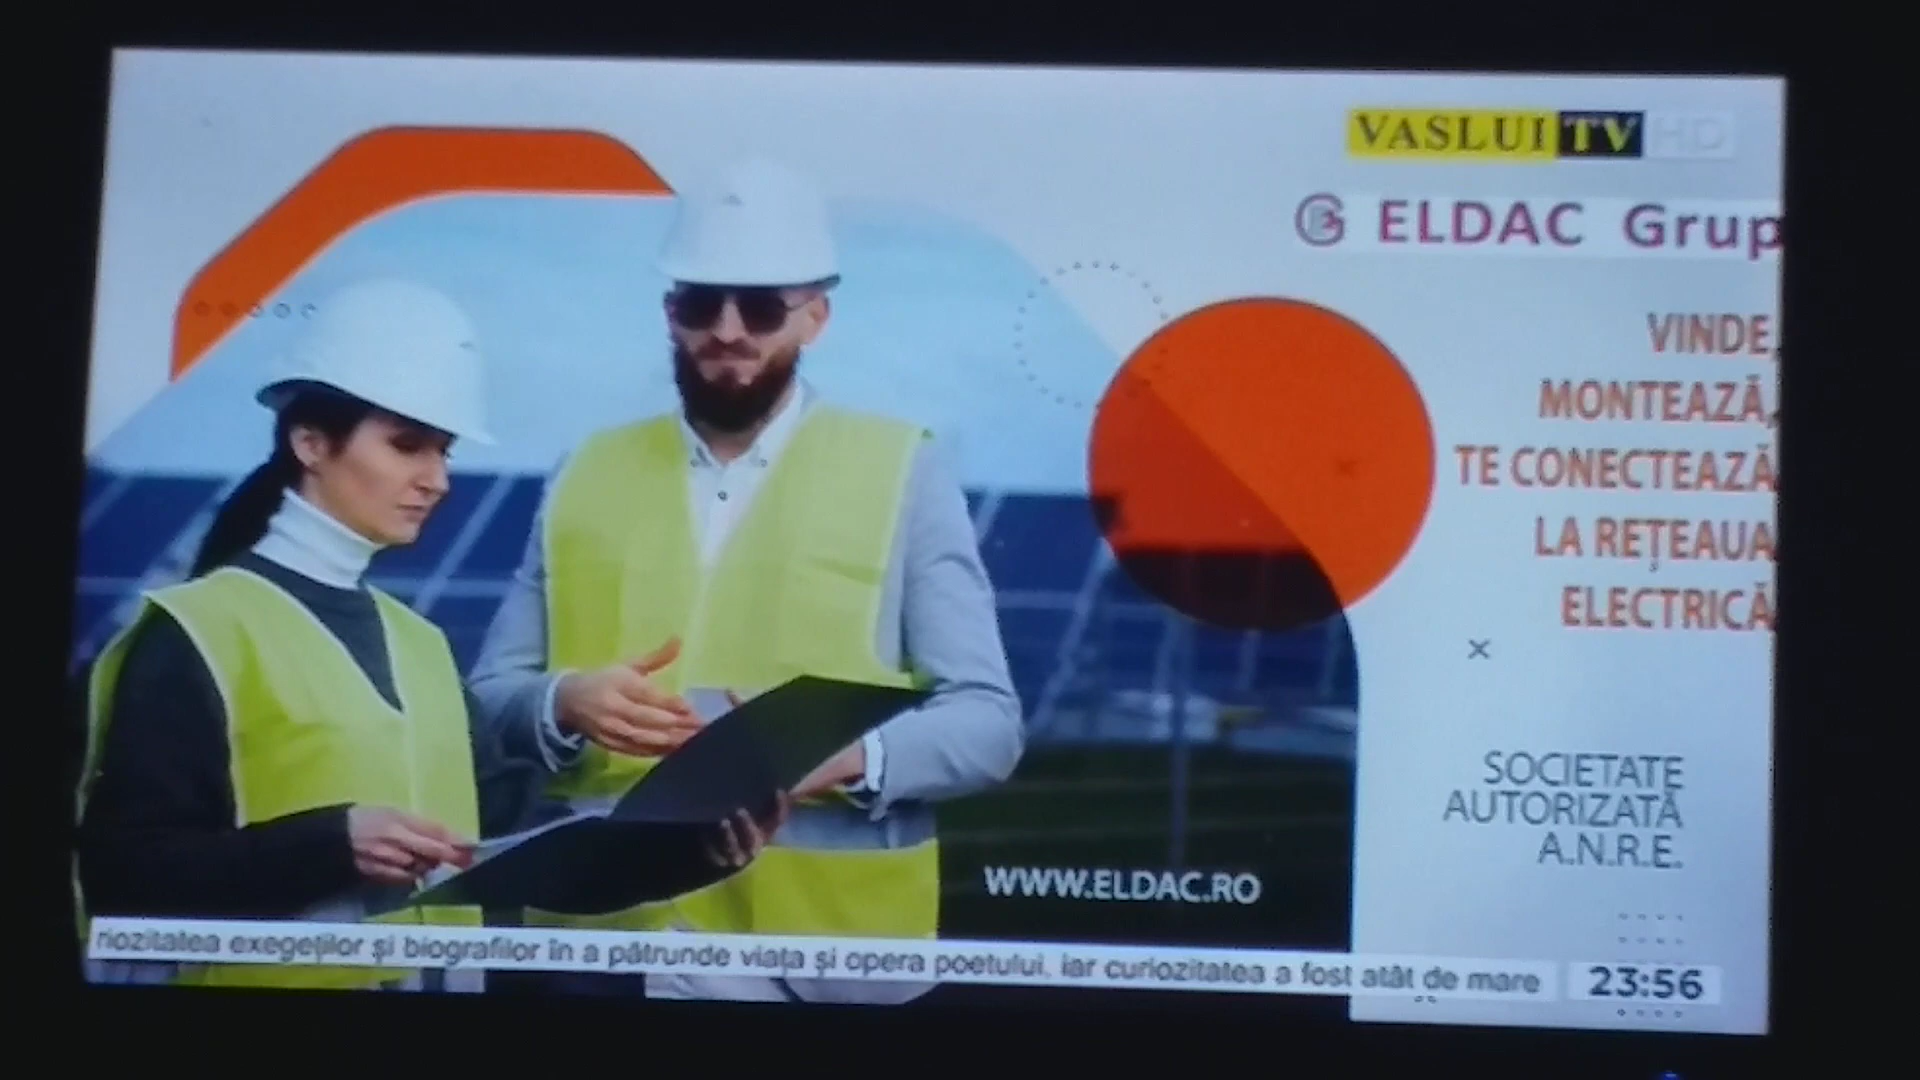 VASLUI TV HD
ELDAC Grup
VINDE,
MONTEAZĂ,
TE CONECTEAZĂ
LA REȚEAUA
ELECTRICĂ
SOCIETATE
AUTORIZATĂ
A.N.R.E.
WWW.ELDAC.RO
riozitatea exegeților și biografilor în a pătrunde viața și opera poetului, iar curiozitatea a fost atât de mare
23:56